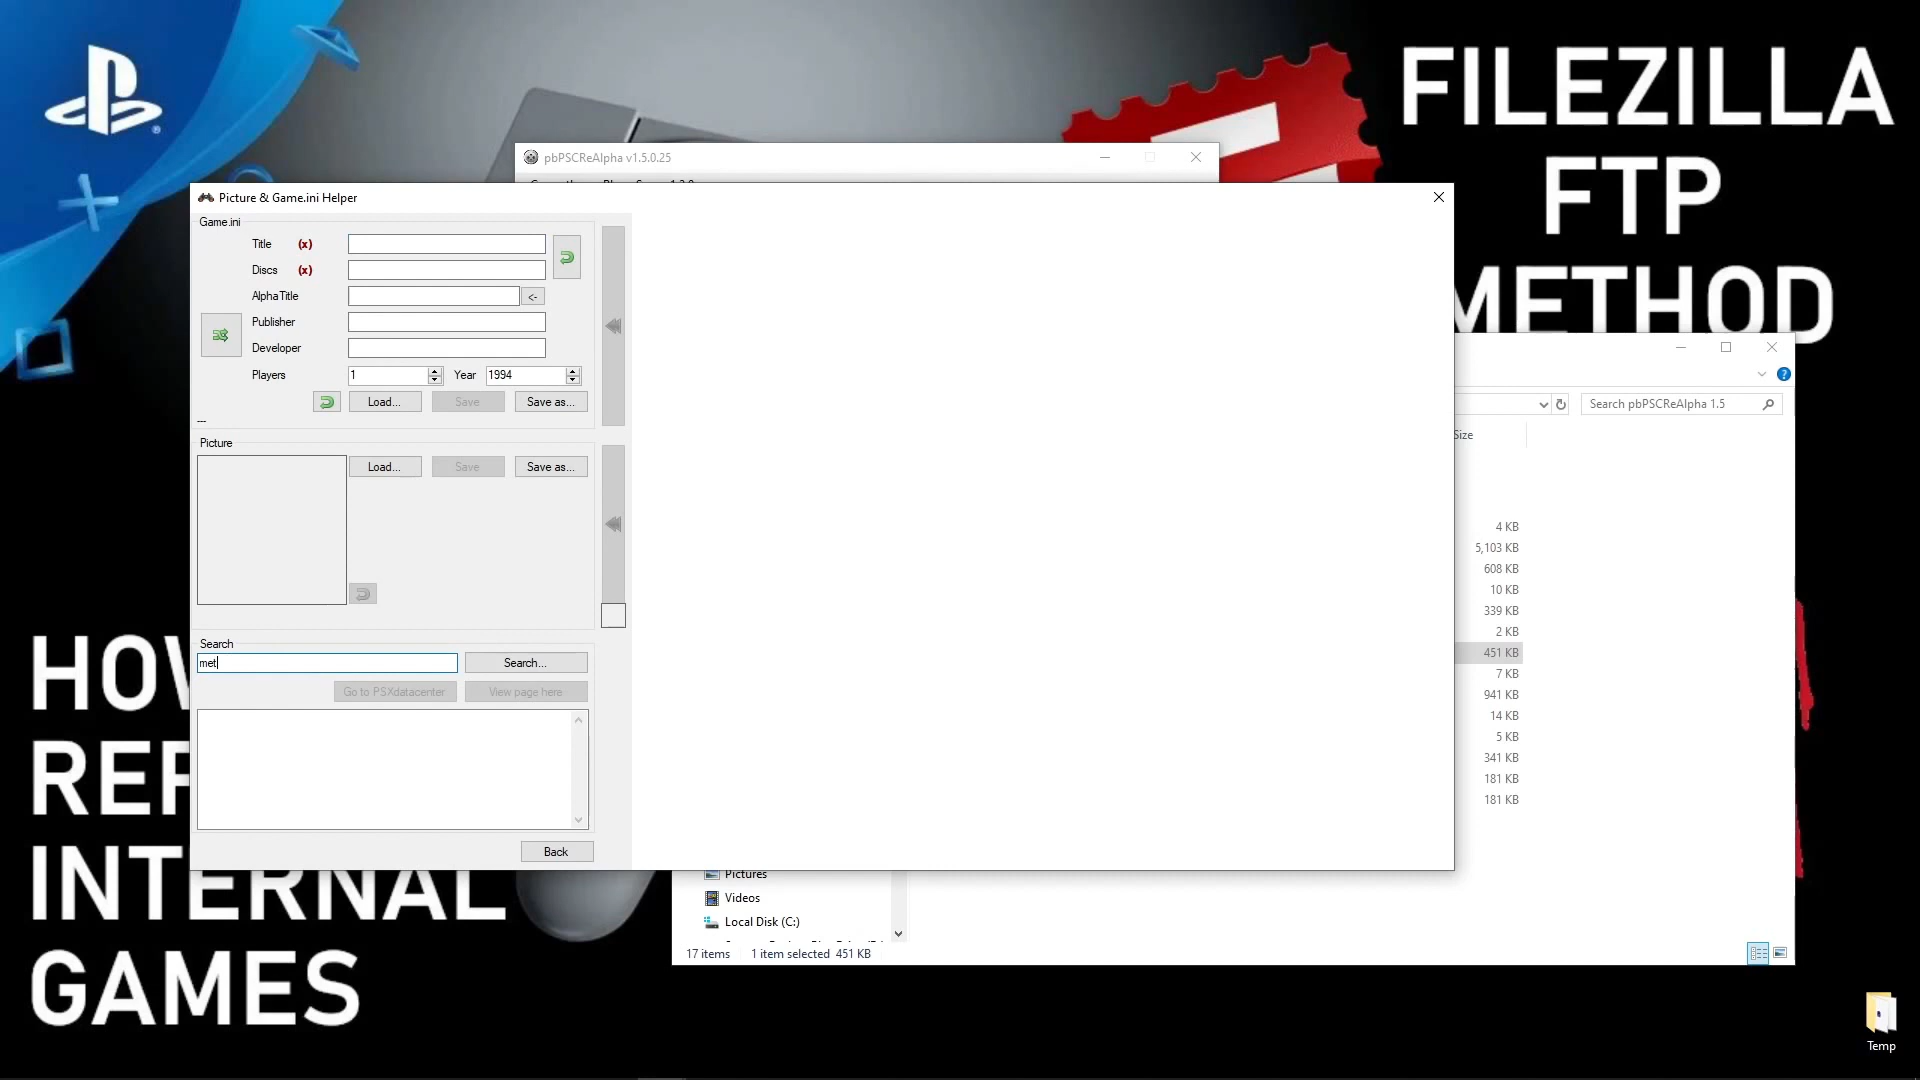 FILEZILLA
FTP
METHOD
pbPSCReAlpha v1.5.0.25
Picture & Game.ini Helper
Game.ini
Title (x)
Discs (x)
AlphaTitle <-
Publisher
Developer
Players 1 Year 1994
Load... Save Save as...
---
Picture
Load... Save Save as...
Search
met Search...
Go to PSXdatacenter View page here
Back
Search pbPSCReAlpha 1.5
Size
4 KB
5,103 KB
608 KB
10 KB
339 KB
2 KB
451 KB
7 KB
941 KB
14 KB
5 KB
341 KB
181 KB
181 KB
Pictures
Videos
Local Disk (C:)
17 items 1 item selected 451 KB
HO
RE
INTERNAL
GAMES
Temp